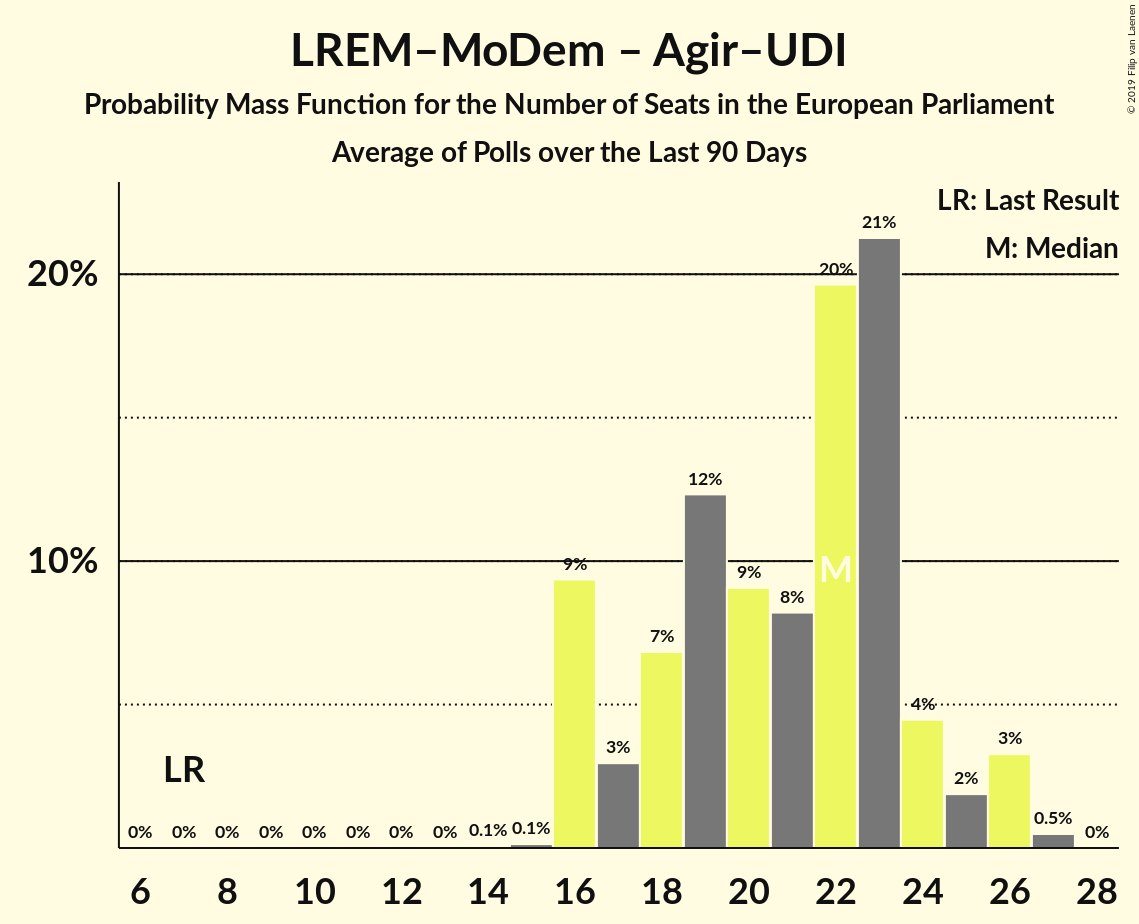 LREM–MoDem – Agir–UDI
Probability Mass Function for the Number of Seats in the European Parliament
Average of Polls over the Last 90 Days
© 2019 Filip van Laenen
LR: Last Result
M: Median
20%
10%
LR
M
0% 0% 0% 0% 0% 0% 0% 0% 0.1% 0.1% 9% 3% 7% 12% 9% 8% 20% 21% 4% 2% 3% 0.5% 0%
6 8 10 12 14 16 18 20 22 24 26 28